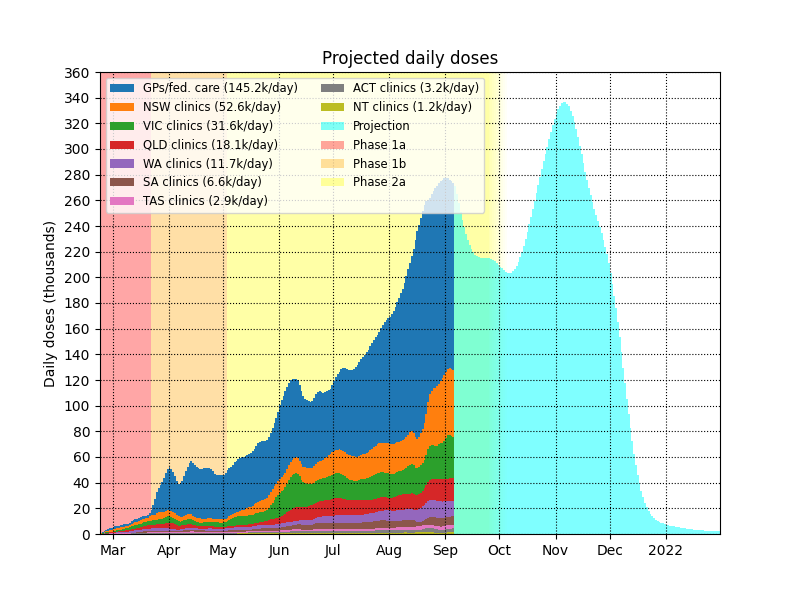 Projected daily doses
Daily doses (thousands)
360
340
320
300
280
260
240
220
200
180
160
140
120
100
80
60
40
20
0
GPs/fed. care (145.2k/day)
NSW clinics (52.6k/day)
VIC clinics (31.6k/day)
QLD clinics (18.1k/day)
WA clinics (11.7k/day)
SA clinics (6.6k/day)
TAS clinics (2.9k/day)
ACT clinics (3.2k/day)
NT clinics (1.2k/day)
Projection
Phase 1a
Phase 1b
Phase 2a
Mar Apr May Jun Jul Aug Sep Oct Nov Dec 2022